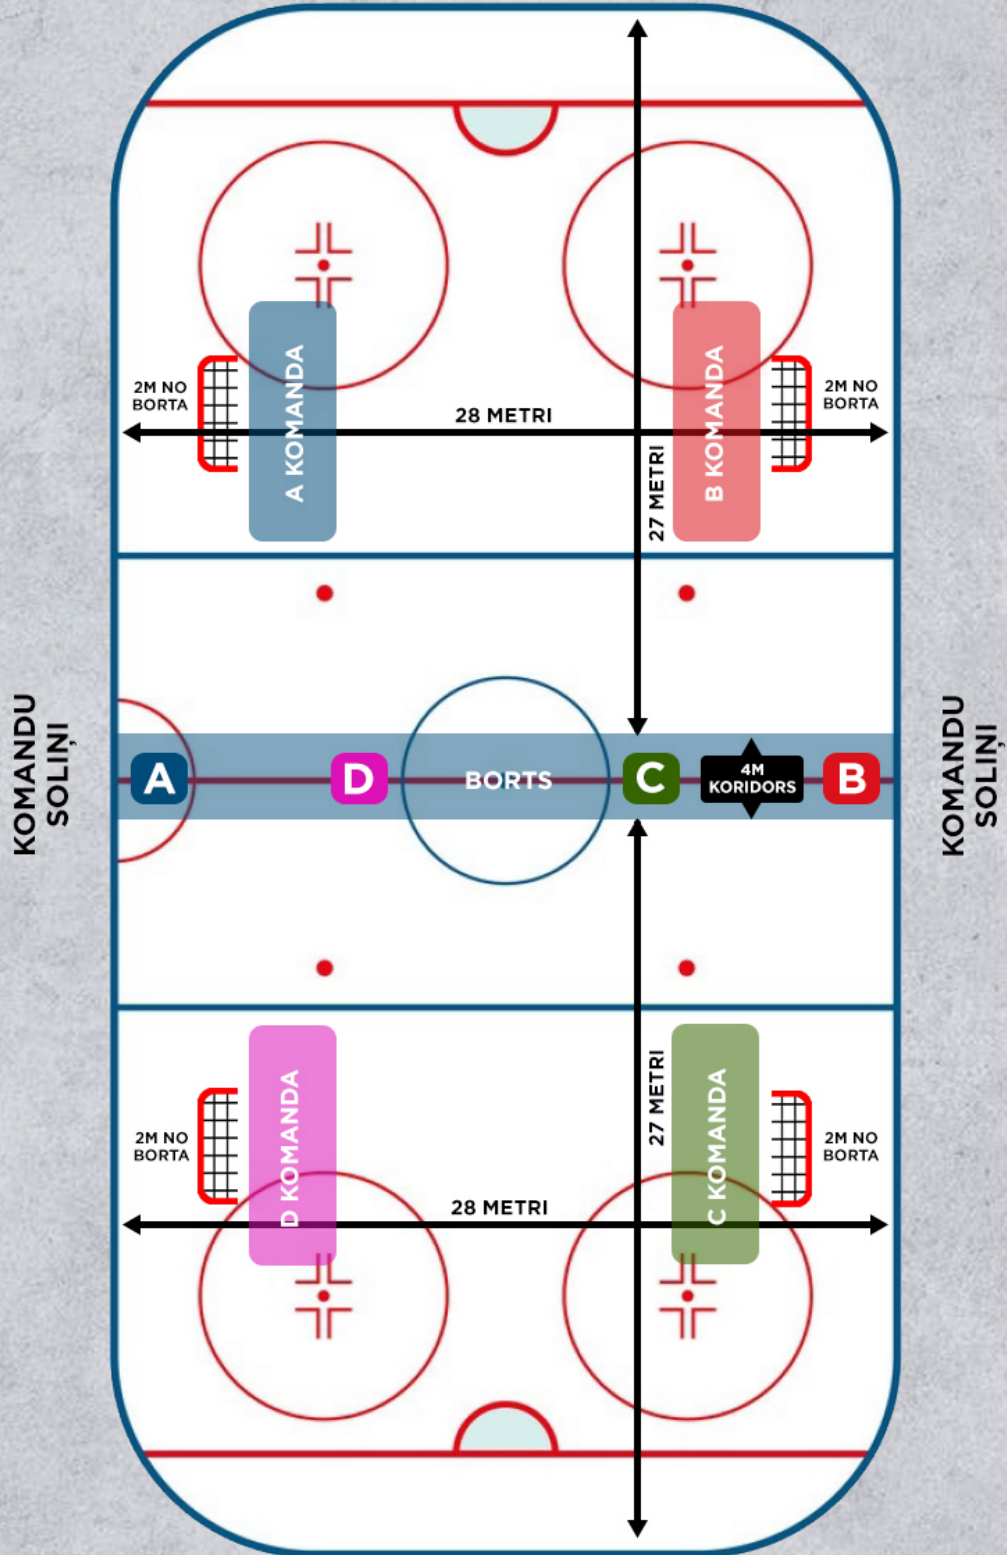 2M NO
BORTA
A KOMANDA
28 METRI
27 METRI
B KOMANDA
2M NO
BORTA
KOMANDU
SOLIŅI
A
D
BORTS
C
4M
KORIDORS
B
KOMANDU
SOLIŅI
2M NO
BORTA
D KOMANDA
28 METRI
27 METRI
C KOMANDA
2M NO
BORTA